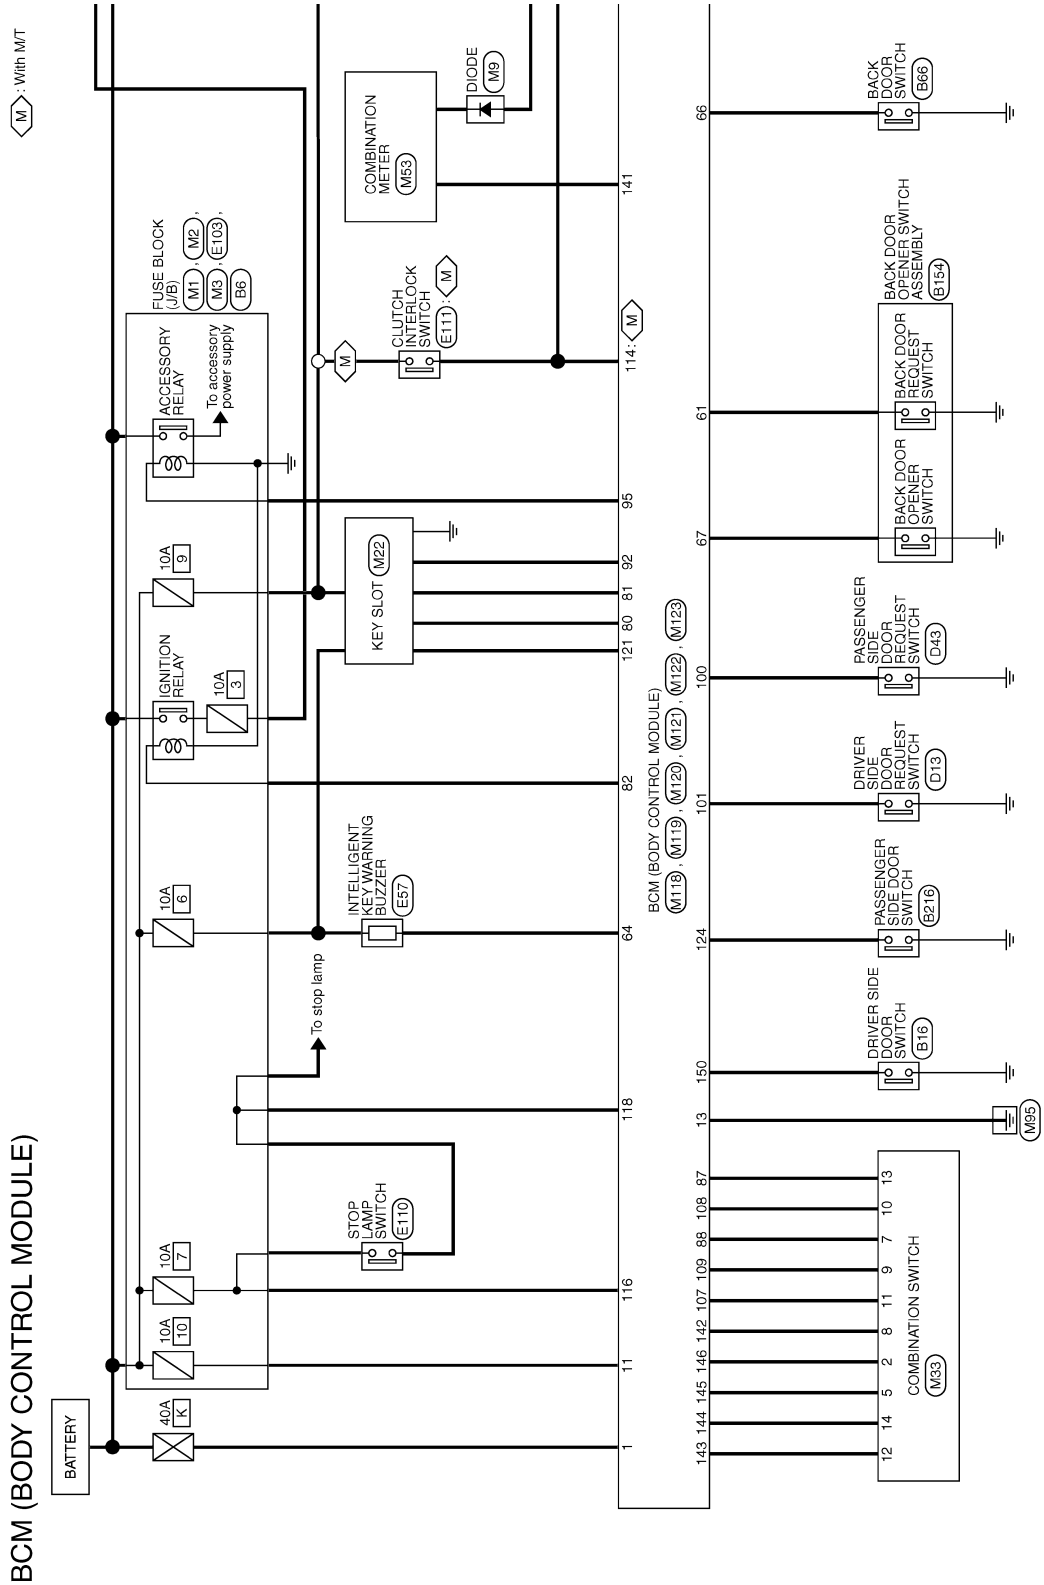 BCM (BODY CONTROL MODULE)
M : With M/T
BATTERY
40A
K
10A
10
10A
7
10A
6
IGNITION
RELAY
10A
3
10A
9
ACCESSORY
RELAY
To accessory
power supply
FUSE BLOCK
(J/B)
M1 , M2 ,
M3 , E103 ,
B6
STOP
LAMP
SWITCH
E110
To stop lamp
INTELLIGENT
KEY WARNING
BUZZER
E57
KEY SLOT M22
M
CLUTCH
INTERLOCK
SWITCH
E111 : M
COMBINATION
METER
M53
DIODE
M9
1
11
116
118
64
82
121
80
81
92
95
114: M
141
BCM (BODY CONTROL MODULE)
M118 , M119 , M120 , M121 , M122 , M123
143
144
145
146
142
107
109
88
108
87
13
150
124
101
100
67
61
66
12
14
5
2
8
11
9
7
10
13
COMBINATION SWITCH
M33
M95
DRIVER SIDE
DOOR
SWITCH
B16
PASSENGER
SIDE DOOR
SWITCH
B216
DRIVER
SIDE
DOOR
REQUEST
SWITCH
D13
PASSENGER
SIDE
DOOR
REQUEST
SWITCH
D43
BACK DOOR
OPENER
SWITCH
BACK DOOR
REQUEST
SWITCH
BACK DOOR
OPENER SWITCH
ASSEMBLY
B154
BACK
DOOR
SWITCH
B66